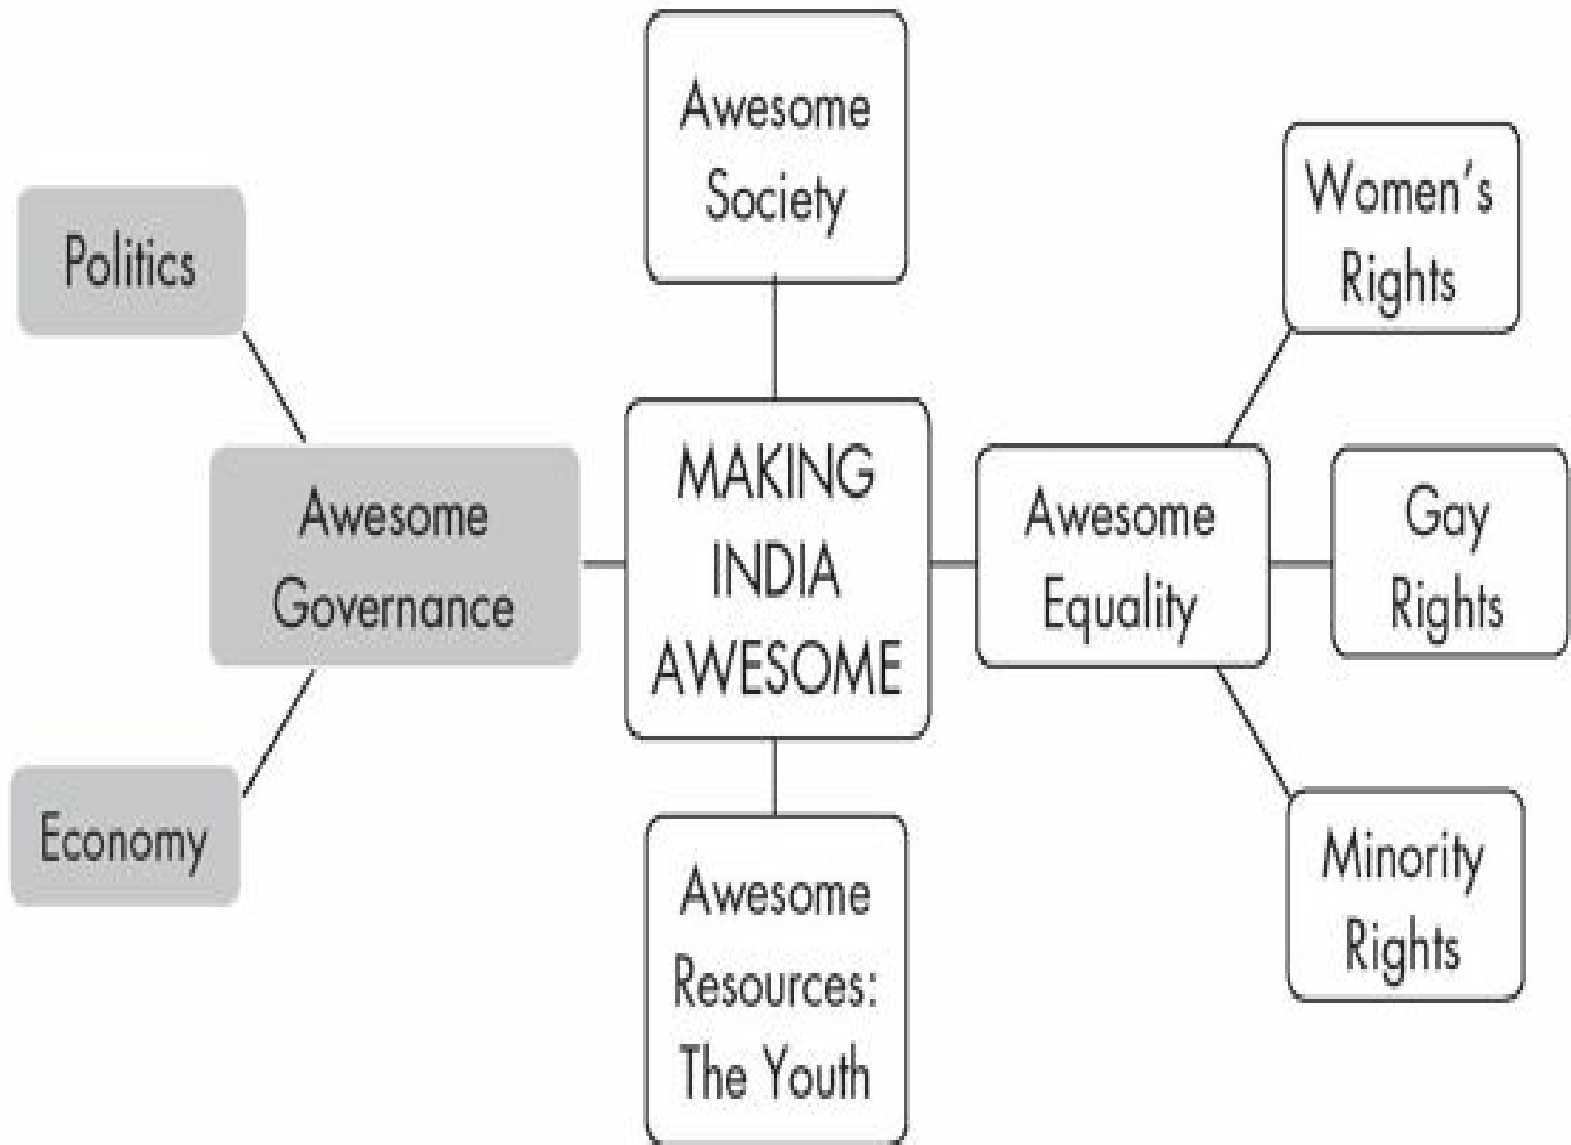 Awesome
Society
Women's
Rights
Politics
MAKING
INDIA
AWESOME
Awesome
Governance
Awesome
Equality
Gay
Rights
Economy
Awesome
Resources:
The Youth
Minority
Rights